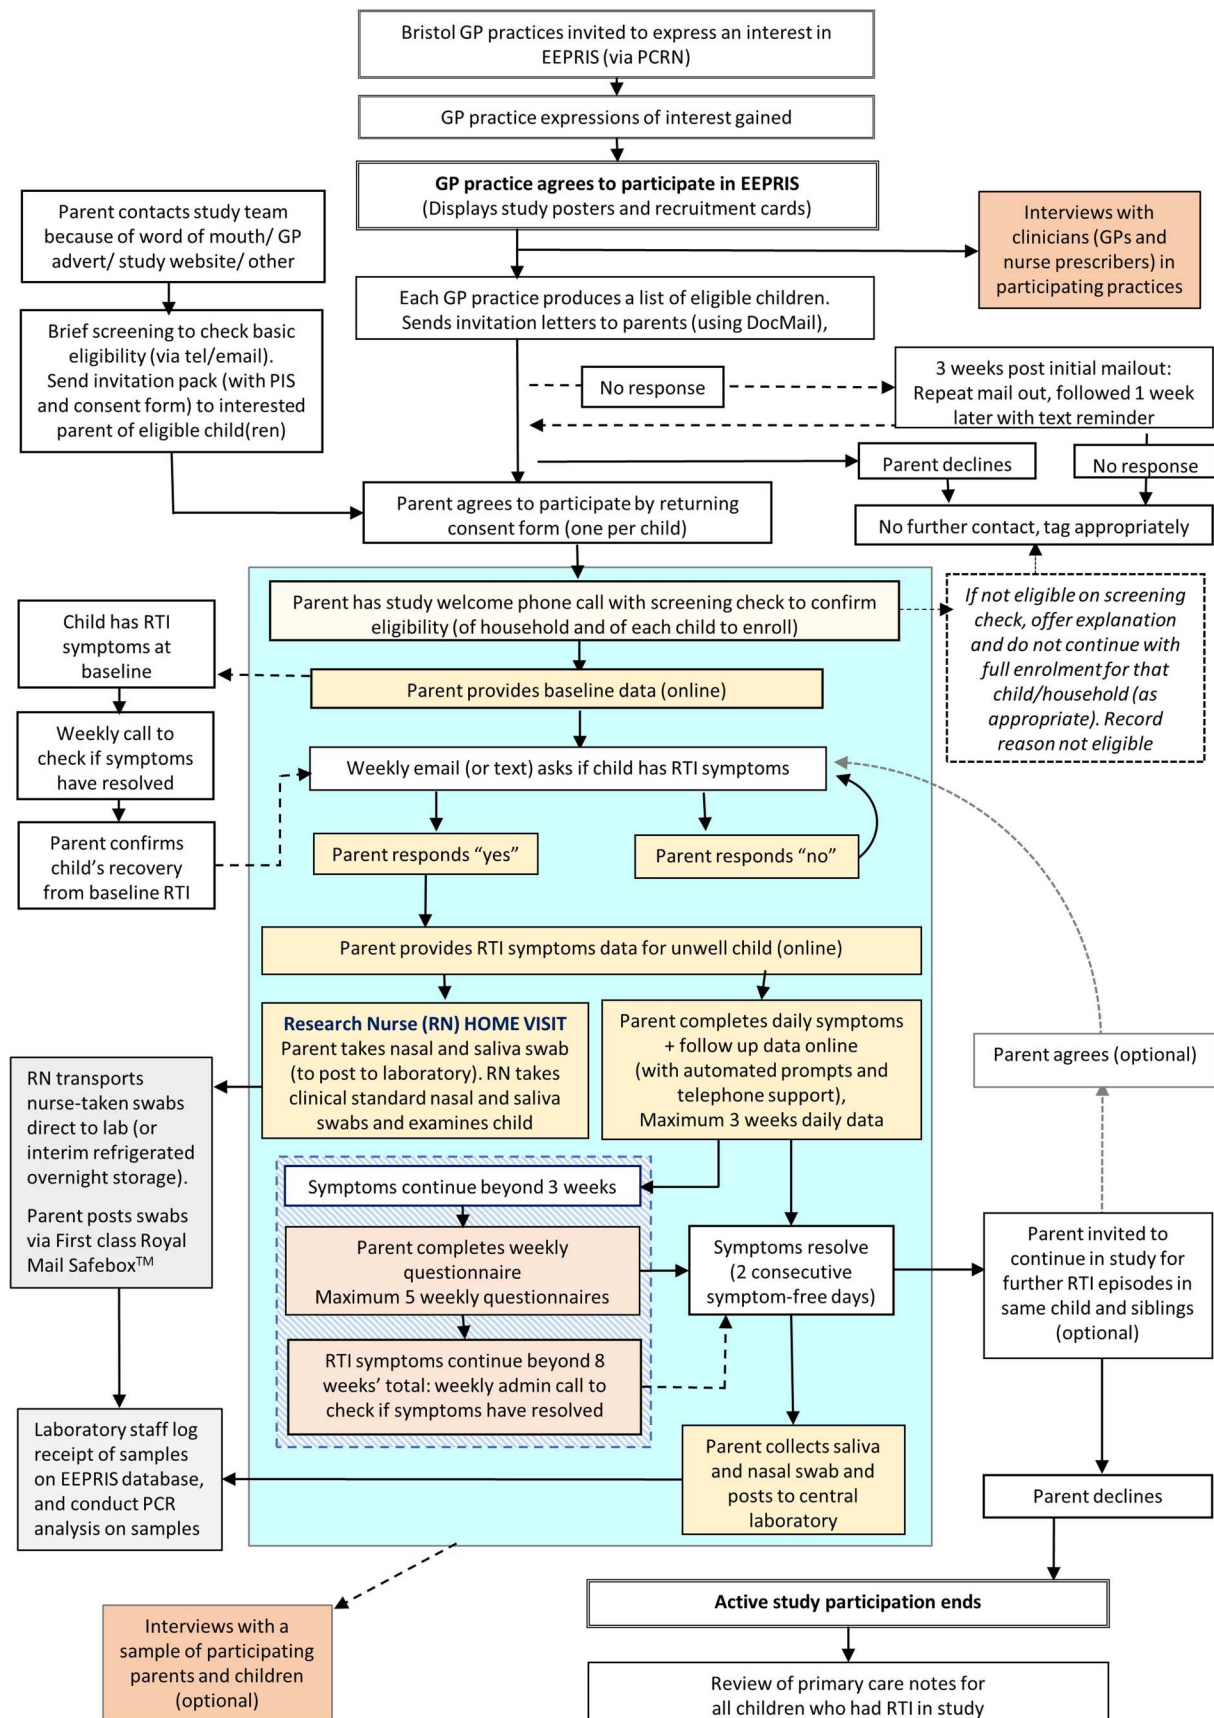 Bristol GP practices invited to express an interest in
EEPRIS (via PCRN)
GP practice expressions of interest gained
GP practice agrees to participate in EEPRIS
(Displays study posters and recruitment cards)
Parent contacts study team
because of word of mouth/ GP
advert/ study website/ other
Interviews with
clinicians (GPs and
nurse prescribers) in
participating practices
Each GP practice produces a list of eligible children.
Sends invitation letters to parents (using DocMail),
Brief screening to check basic
eligibility (via tel/email).
Send invitation pack (with PIS
and consent form) to interested
parent of eligible child(ren)
No response
3 weeks post initial mailout:
Repeat mail out, followed 1 week
later with text reminder
Parent declines
No response
Parent agrees to participate by returning
consent form (one per child)
No further contact, tag appropriately
Parent has study welcome phone call with screening check to confirm
eligibility (of household and of each child to enroll)
If not eligible on screening
check, offer explanation
and do not continue with
full enrolment for that
child/household (as
appropriate). Record
reason not eligible
Child has RTI
symptoms at
baseline
Parent provides baseline data (online)
Weekly call to
check if symptoms
have resolved
Weekly email (or text) asks if child has RTI symptoms
Parent confirms
child’s recovery
from baseline RTI
Parent responds “yes”
Parent responds “no”
Parent provides RTI symptoms data for unwell child (online)
Research Nurse (RN) HOME VISIT
Parent takes nasal and saliva swab
(to post to laboratory). RN takes
clinical standard nasal and saliva
swabs and examines child
Parent completes daily symptoms
+ follow up data online
(with automated prompts and
telephone support),
Maximum 3 weeks daily data
Parent agrees (optional)
RN transports
nurse-taken swabs
direct to lab (or
interim refrigerated
overnight storage).
Parent posts swabs
via First class Royal
Mail Safebox™
Symptoms continue beyond 3 weeks
Parent completes weekly
questionnaire
Maximum 5 weekly questionnaires
Symptoms resolve
(2 consecutive
symptom-free days)
Parent invited to
continue in study for
further RTI episodes in
same child and siblings
(optional)
RTI symptoms continue beyond 8
weeks’ total: weekly admin call to
check if symptoms have resolved
Laboratory staff log
receipt of samples
on EEPRIS database,
and conduct PCR
analysis on samples
Parent collects saliva
and nasal swab and
posts to central
laboratory
Parent declines
Active study participation ends
Interviews with a
sample of participating
parents and children
(optional)
Review of primary care notes for
all children who had RTI in study